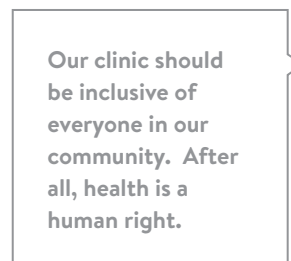 Our clinic should
be inclusive of
everyone in our
community.  After
all, health is a
human right.